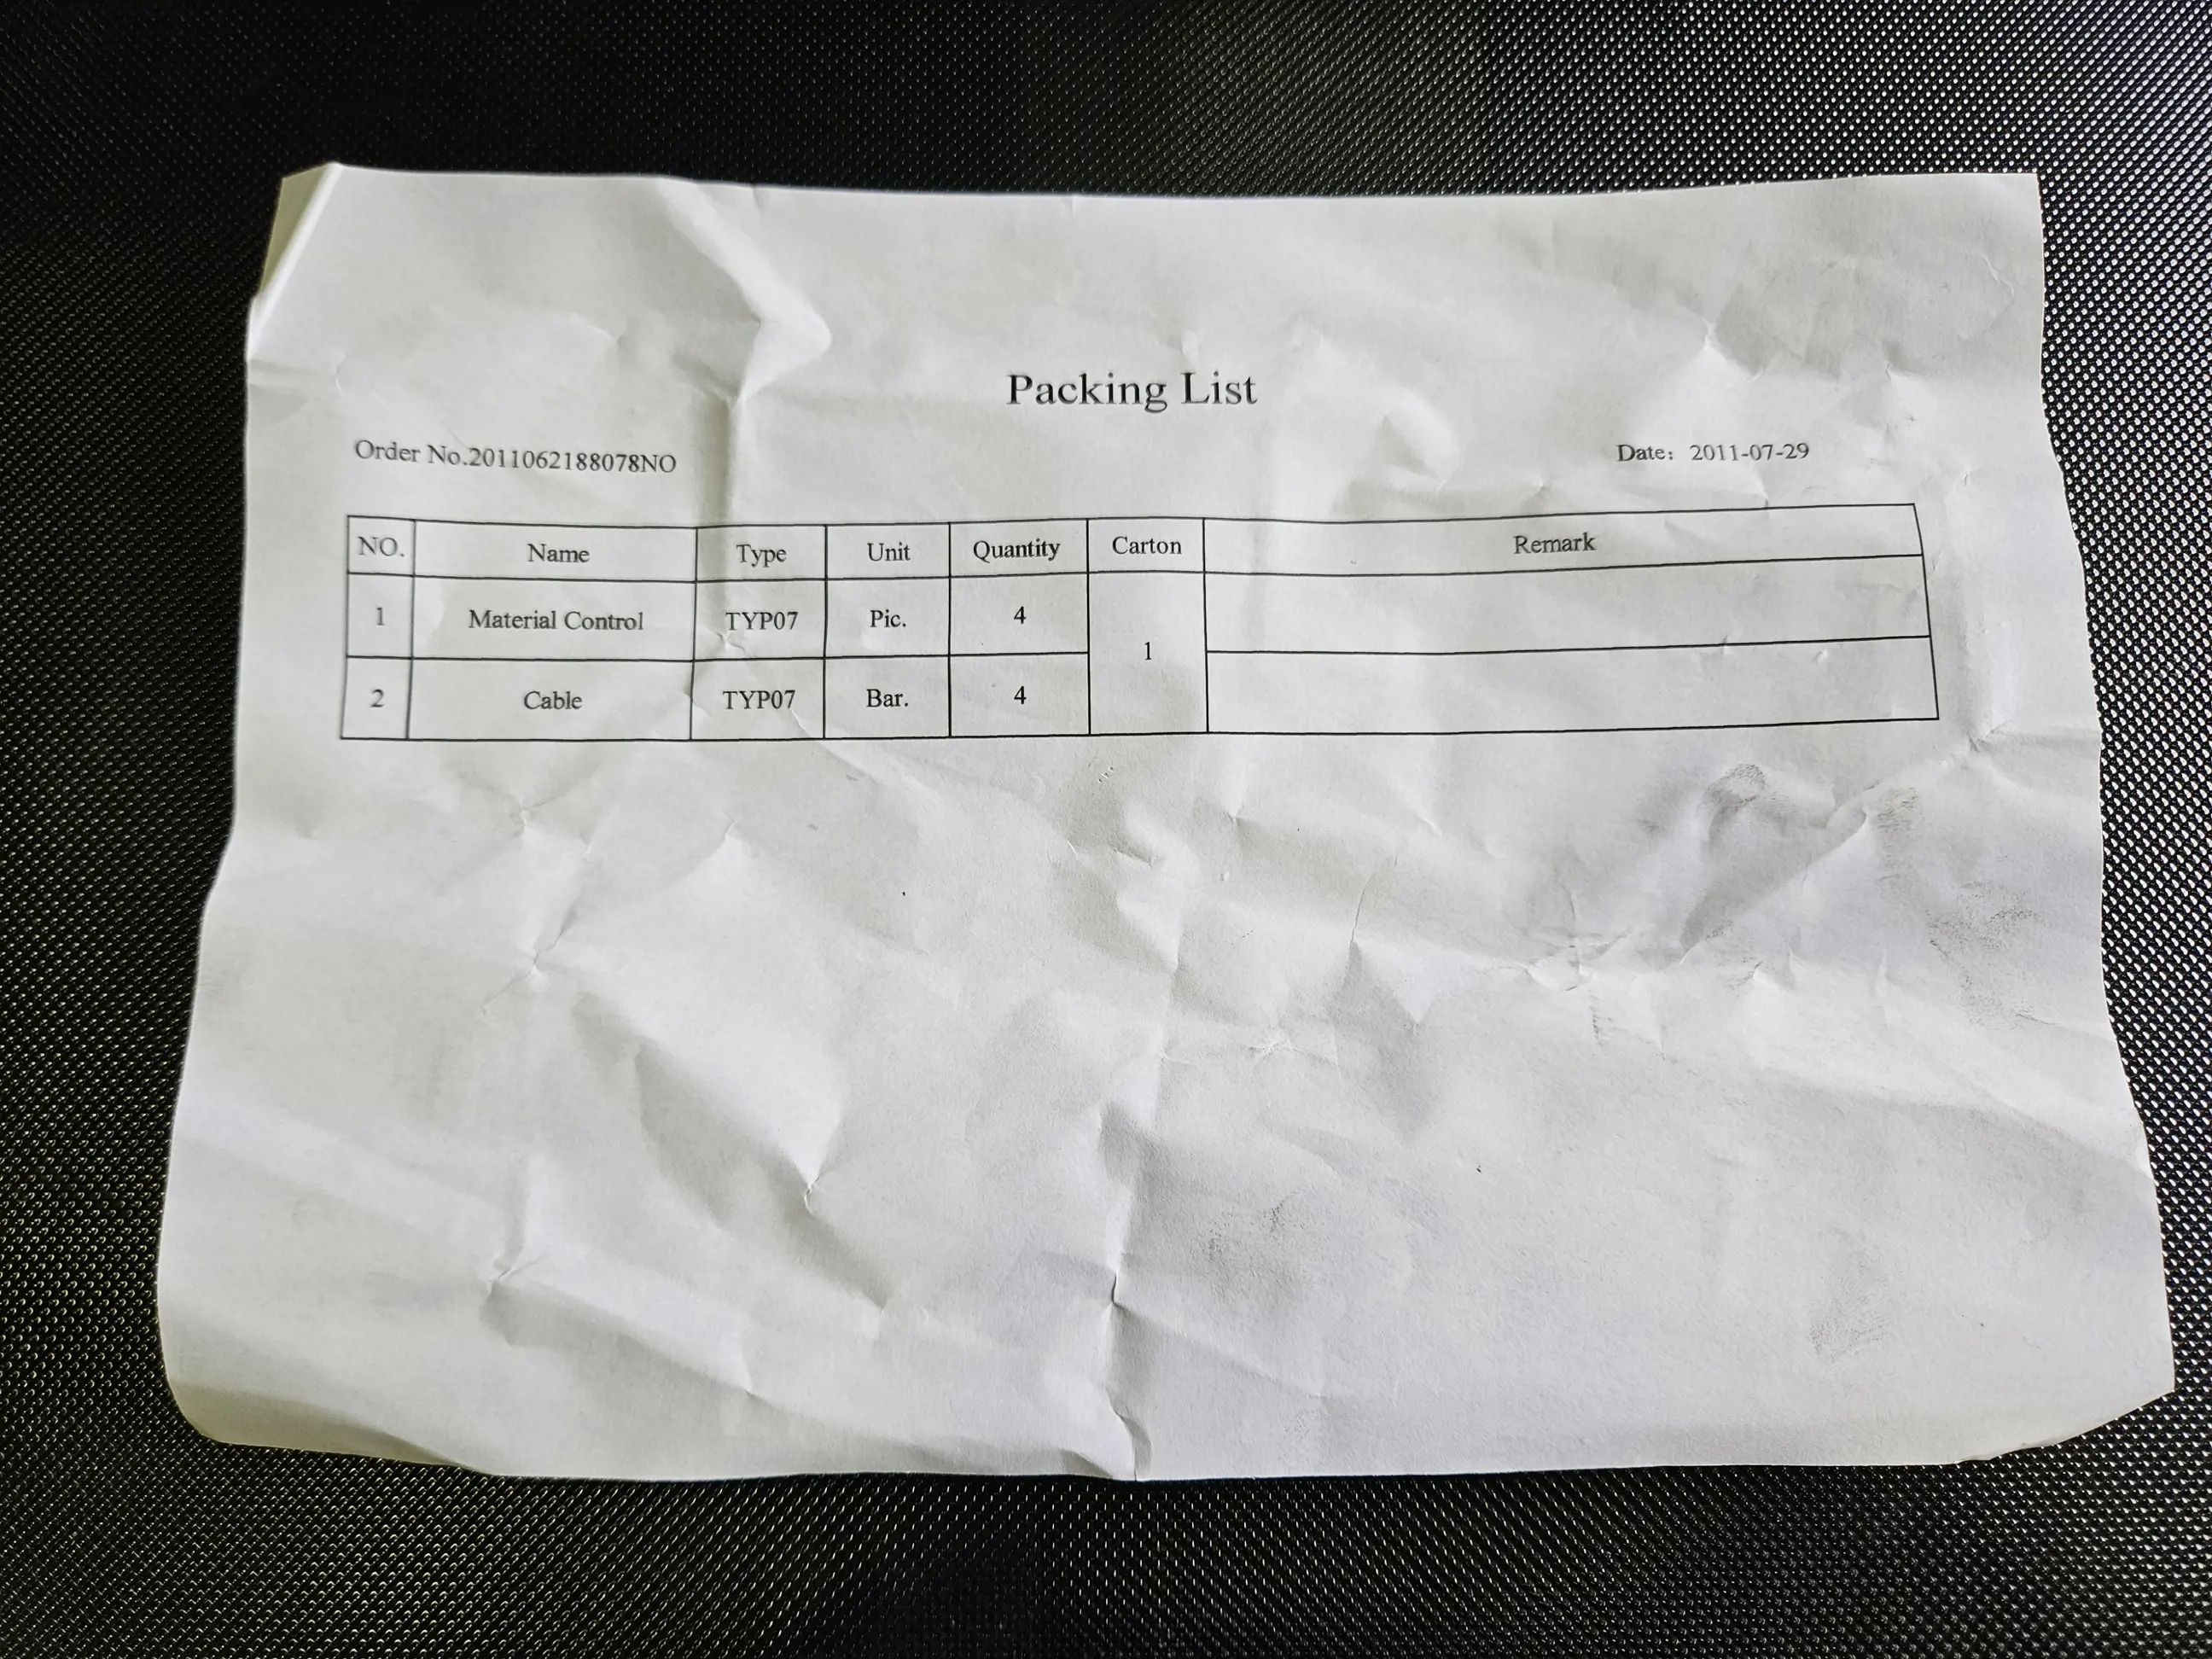 Packing List
Order No.2011062188078NO
Date: 2011-07-29
NO. Name Type Unit Quantity Carton Remark
1 Material Control TYP07 Pic. 4 1
2 Cable TYP07 Bar. 4